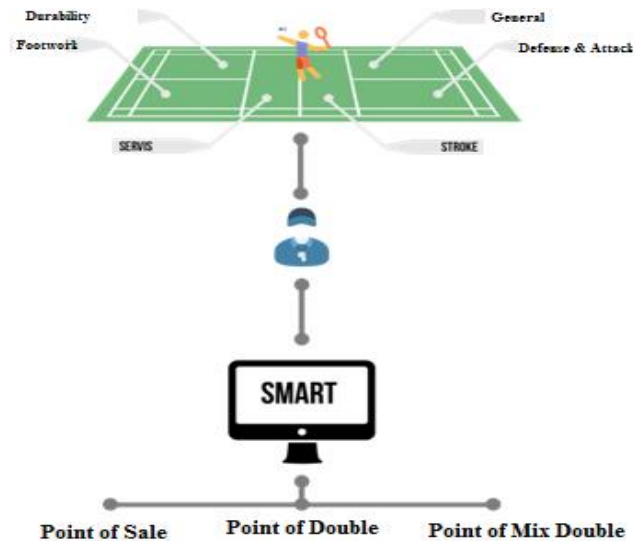 Durability
General
Footwork
Defense & Attack
SERVIS
STROKE
SMART
Point of Sale
Point of Double
Point of Mix Double